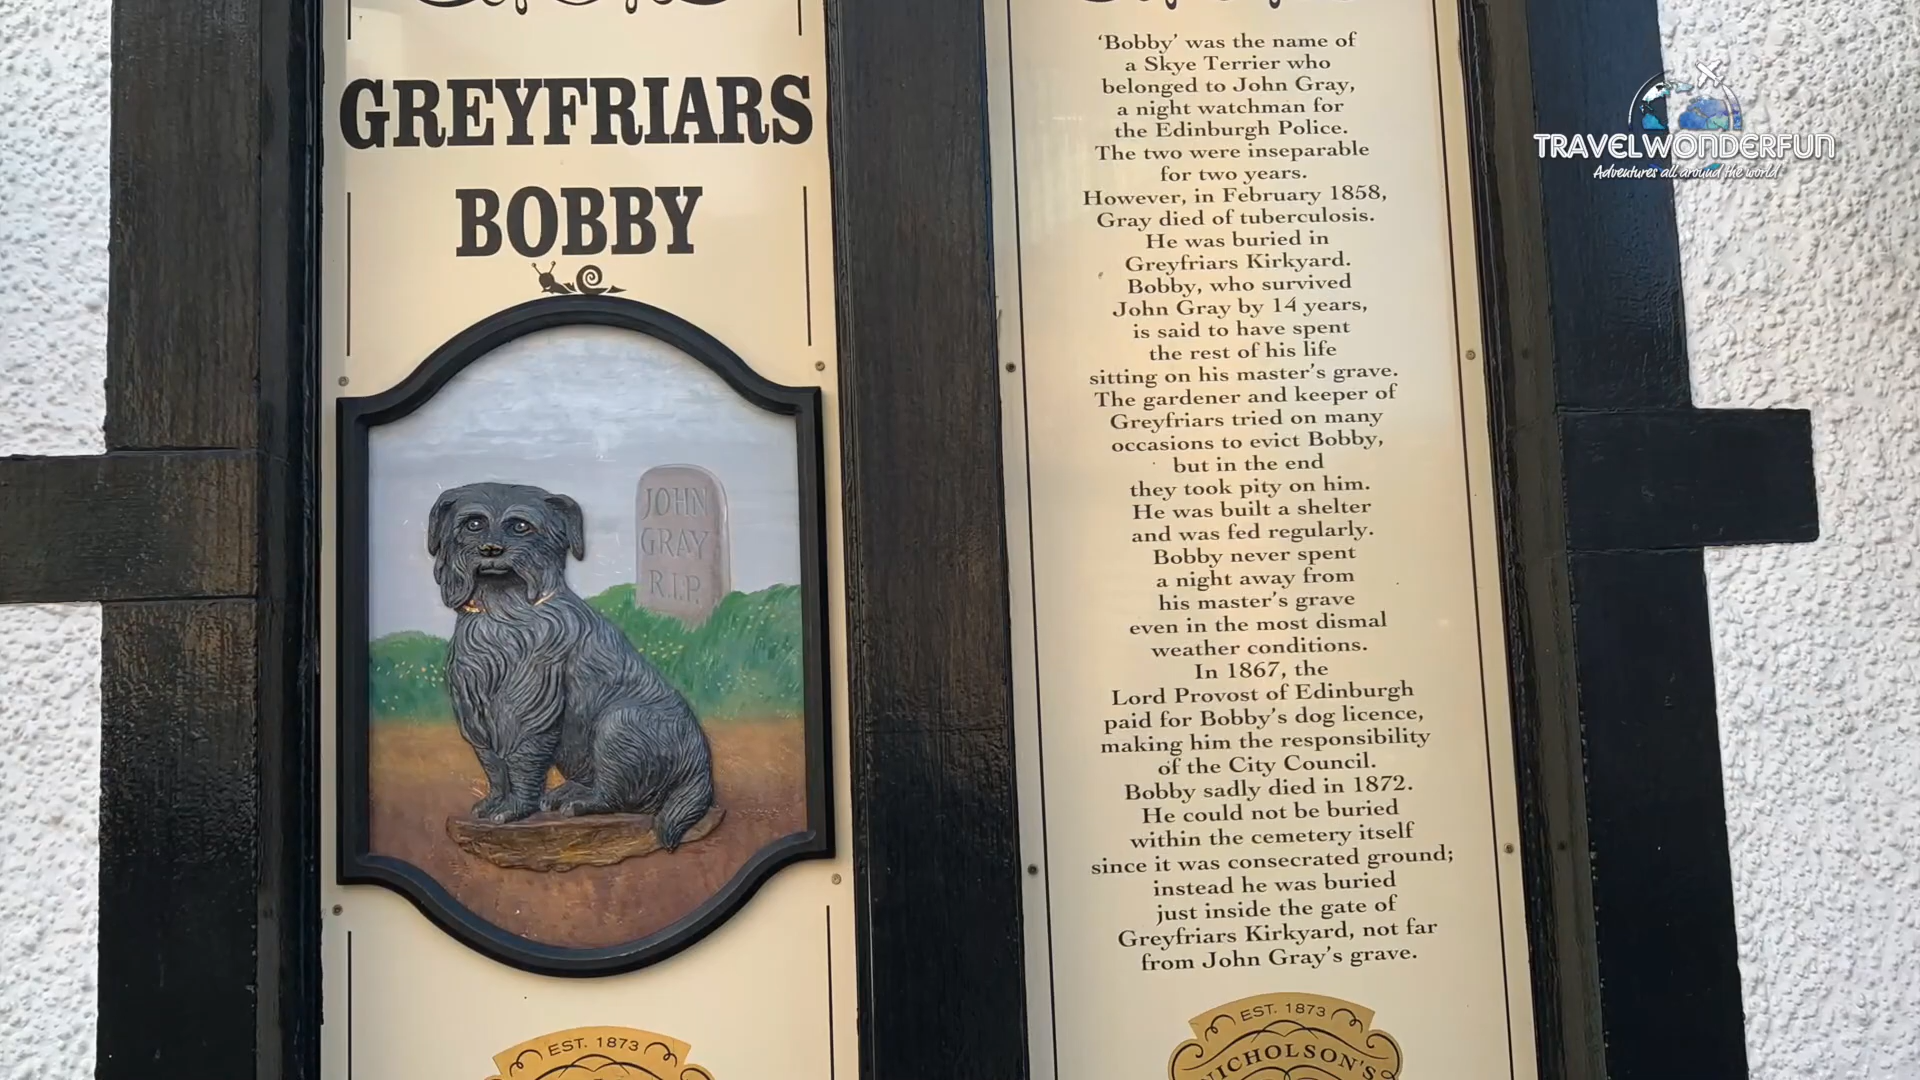 GREYFRIARS
BOBBY
JOHN
GRAY
R.I.P.
EST. 1873
‘Bobby’ was the name of
a Skye Terrier who
belonged to John Gray,
a night watchman for
the Edinburgh Police.
The two were inseparable
for two years.
However, in February 1858,
Gray died of tuberculosis.
He was buried in
Greyfriars Kirkyard.
Bobby, who survived
John Gray by 14 years,
is said to have spent
the rest of his life
sitting on his master’s grave.
The gardener and keeper of
Greyfriars tried on many
occasions to evict Bobby,
but in the end
they took pity on him.
He was built a shelter
and was fed regularly.
Bobby never spent
a night away from
his master’s grave
even in the most dismal
weather conditions.
In 1867, the
Lord Provost of Edinburgh
paid for Bobby’s dog licence,
making him the responsibility
of the City Council.
Bobby sadly died in 1872.
He could not be buried
within the cemetery itself
since it was consecrated ground;
instead he was buried
just inside the gate of
Greyfriars Kirkyard, not far
from John Gray’s grave.
EST. 1873
NICHOLSON'S
TRAVELWONDERFUN
Adventures all around the world